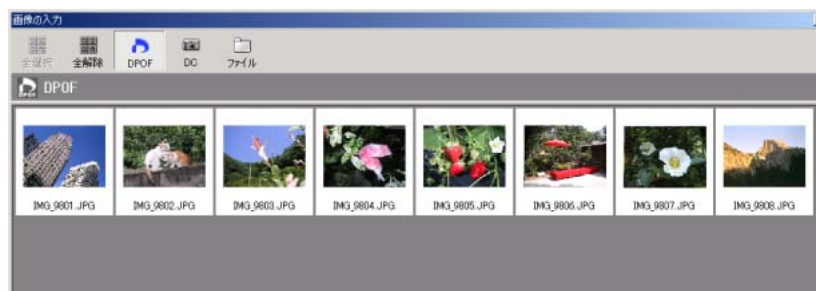 画像の入力
全選択 全解除 DPOF DC ファイル
DPOF DPOF
IMG_9801.JPG IMG_9802.JPG IMG_9803.JPG IMG_9804.JPG IMG_9805.JPG IMG_9806.JPG IMG_9807.JPG IMG_9808.JPG